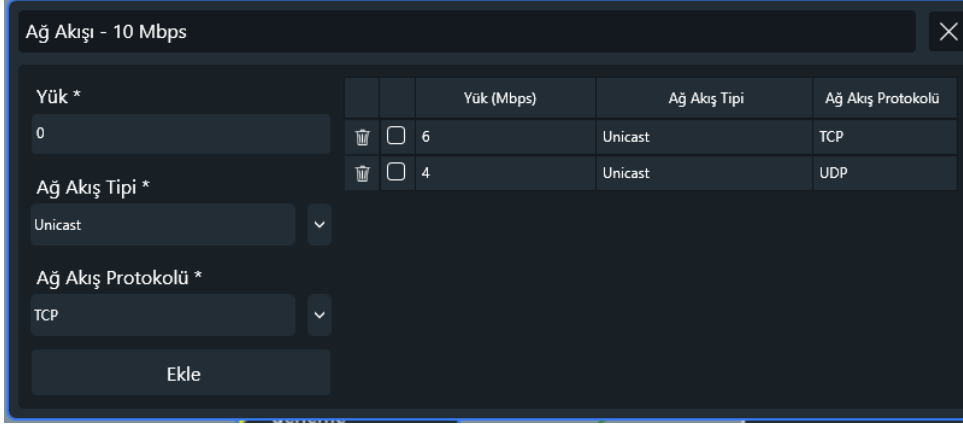 Ağ Akışı - 10 Mbps
Yük *
0
Ağ Akış Tipi *
Unicast
Ağ Akış Protokolü *
TCP
Ekle
Yük (Mbps) Ağ Akış Tipi Ağ Akış Protokolü
6 Unicast TCP
4 Unicast UDP